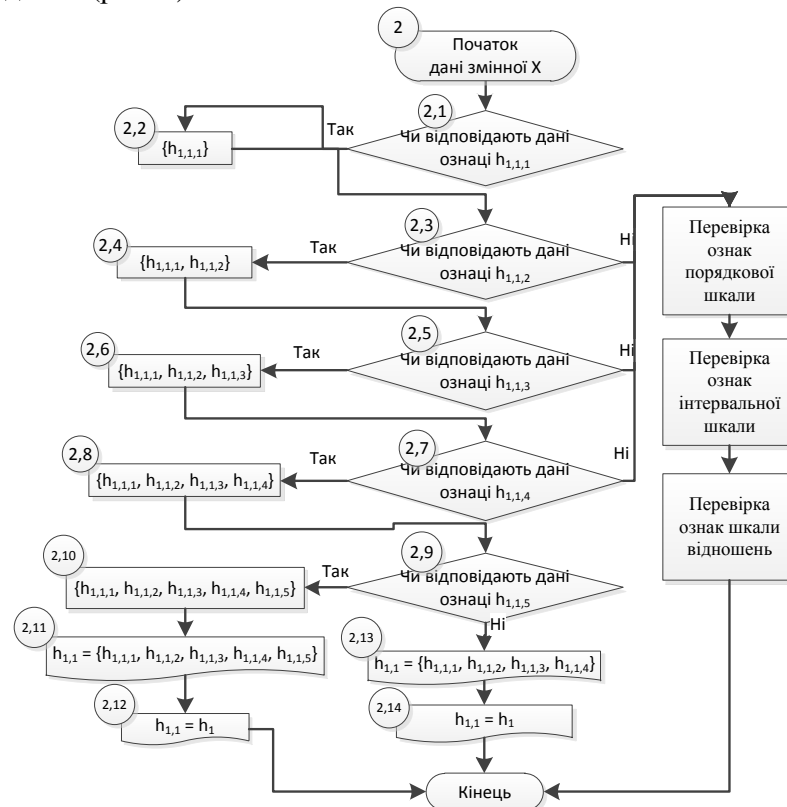 2
Початок
дані змінної X
2,1
Чи відповідають дані
ознаці h1,1,1
Так
2,2
{h1,1,1}
2,3
Чи відповідають дані
ознаці h1,1,2
Так
Ні
2,4
{h1,1,1, h1,1,2}
2,5
Чи відповідають дані
ознаці h1,1,3
Так
Ні
2,6
{h1,1,1, h1,1,2, h1,1,3}
2,7
Чи відповідають дані
ознаці h1,1,4
Так
Ні
2,8
{h1,1,1, h1,1,2, h1,1,3, h1,1,4}
2,9
Чи відповідають дані
ознаці h1,1,5
Так
Ні
2,10
{h1,1,1, h1,1,2, h1,1,3, h1,1,4, h1,1,5}
2,11
h1,1 = {h1,1,1, h1,1,2, h1,1,3, h1,1,4, h1,1,5}
2,12
h1,1 = h1
2,13
h1,1 = {h1,1,1, h1,1,2, h1,1,3, h1,1,4}
2,14
h1,1 = h1
Кінець
Перевірка
ознак
порядкової
шкали
Перевірка
ознак
інтервальної
шкали
Перевірка
ознак шкали
відношень